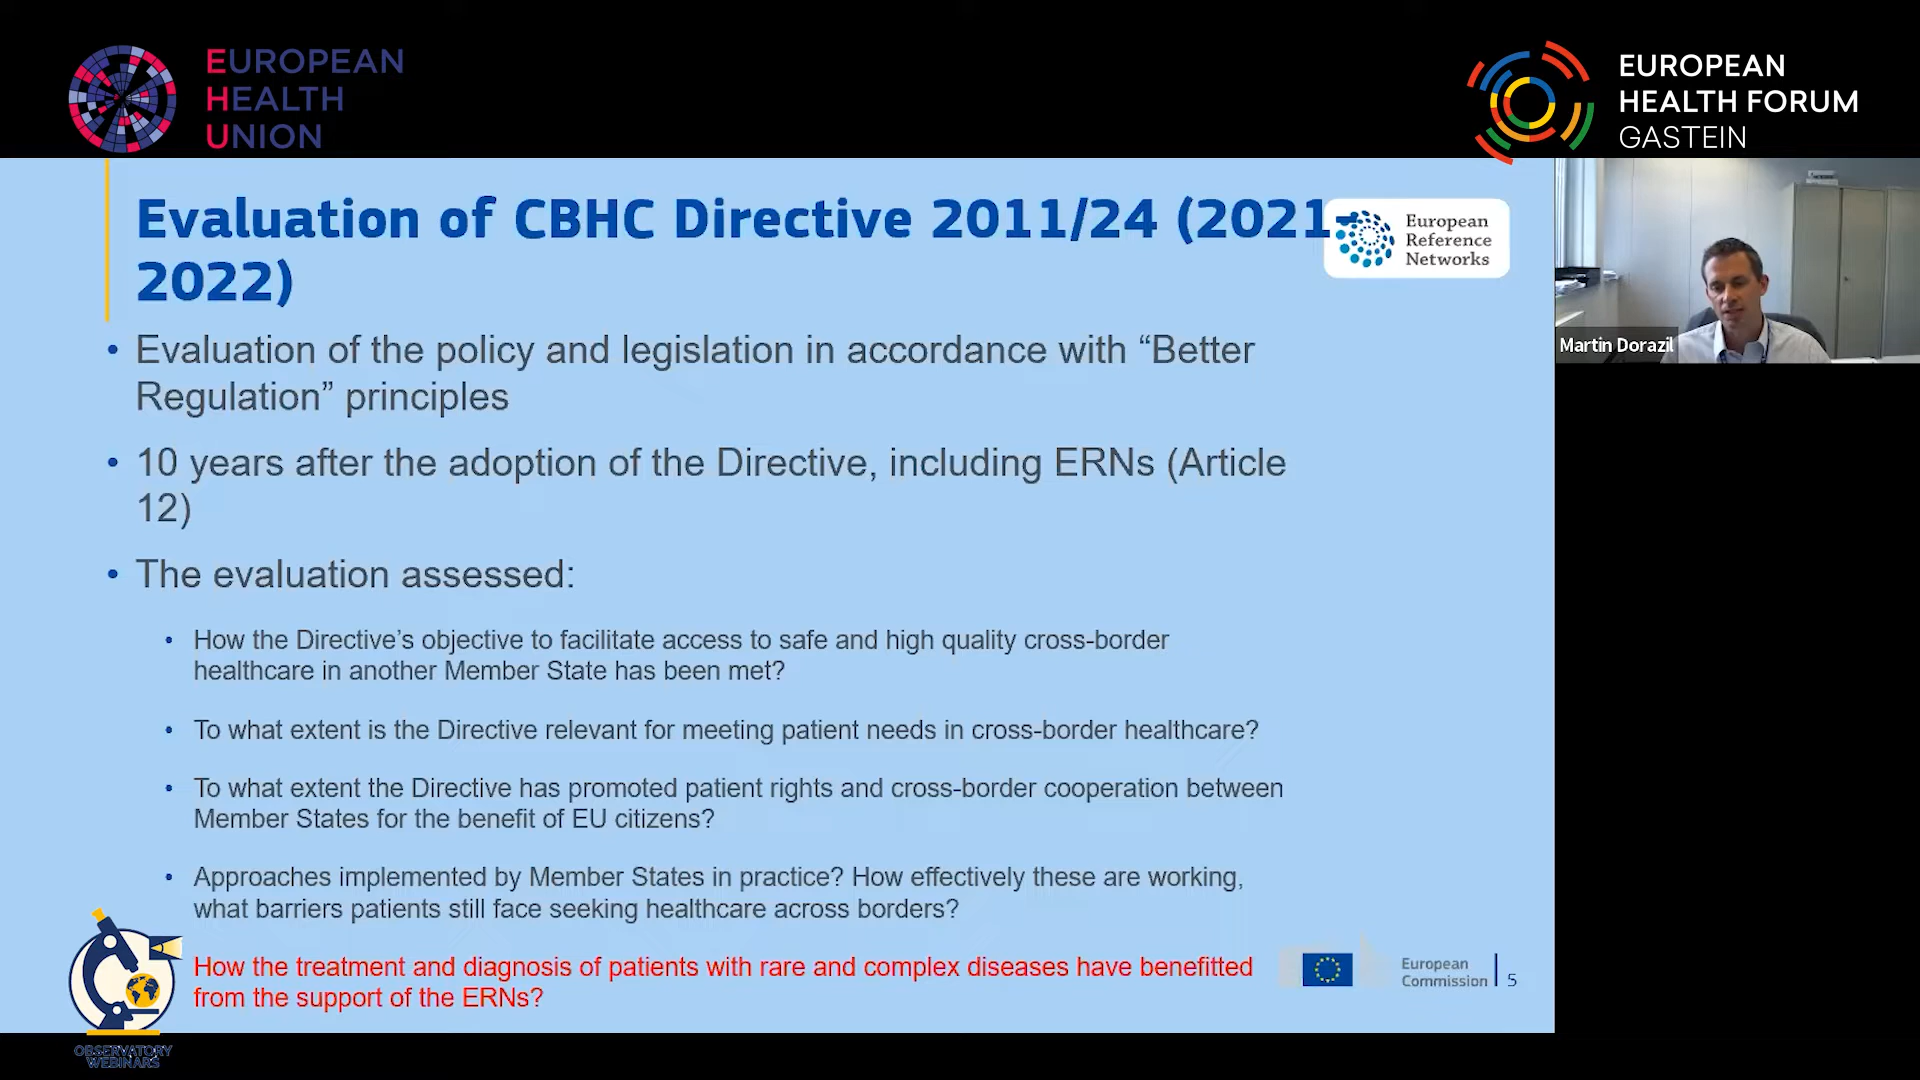 EUROPEAN
HEALTH
UNION
EUROPEAN
HEALTH FORUM
GASTEIN
Evaluation of CBHC Directive 2011/24 (2021-
2022)
European
Reference
Networks
Martin Dorazil
• Evaluation of the policy and legislation in accordance with “Better
Regulation” principles
• 10 years after the adoption of the Directive, including ERNs (Article
12)
• The evaluation assessed:
• How the Directive’s objective to facilitate access to safe and high quality cross-border
healthcare in another Member State has been met?
• To what extent is the Directive relevant for meeting patient needs in cross-border healthcare?
• To what extent the Directive has promoted patient rights and cross-border cooperation between
Member States for the benefit of EU citizens?
• Approaches implemented by Member States in practice? How effectively these are working,
what barriers patients still face seeking healthcare across borders?
How the treatment and diagnosis of patients with rare and complex diseases have benefitted
from the support of the ERNs?
European
Commission
5
OBSERVATORY
WEBINARS